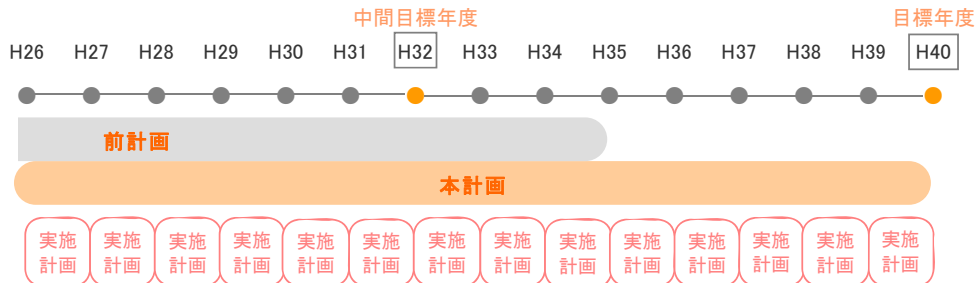 中間目標年度 目標年度
H26 H27 H28 H29 H30 H31 H32 H33 H34 H35 H36 H37 H38 H39 H40
前計画
本計画
実施 実施 実施 実施 実施 実施 実施 実施 実施 実施 実施 実施 実施 実施
計画 計画 計画 計画 計画 計画 計画 計画 計画 計画 計画 計画 計画 計画